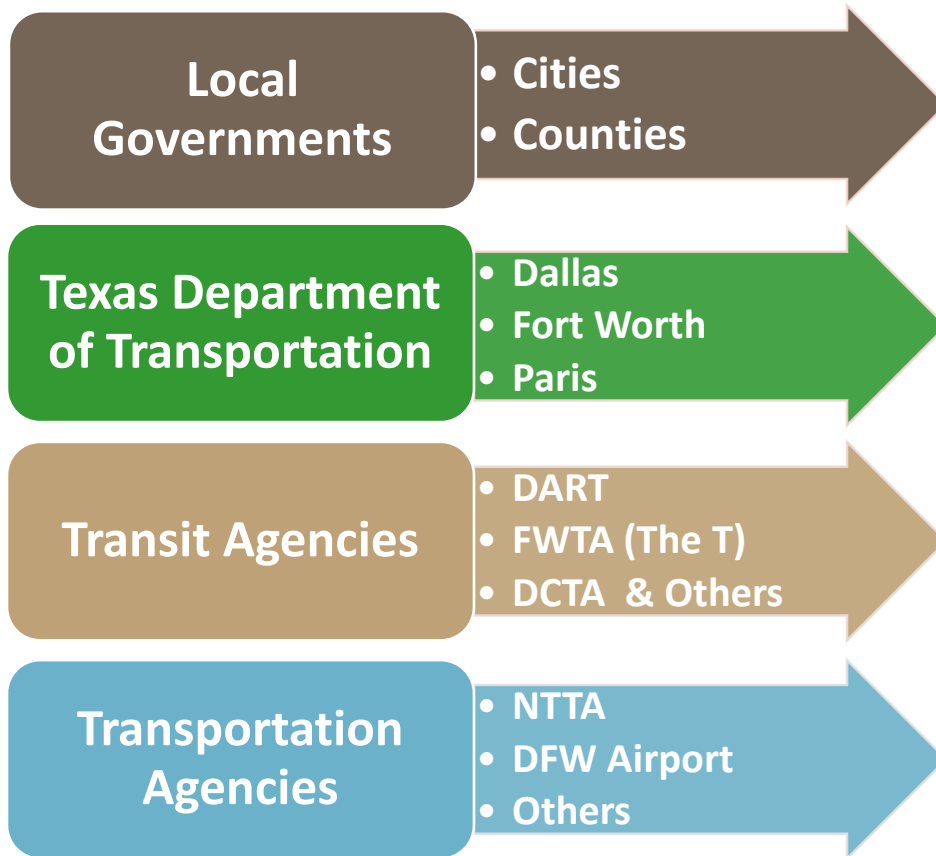 Local
Governments
• Cities
• Counties
Texas Department
of Transportation
• Dallas
• Fort Worth
• Paris
Transit Agencies
• DART
• FWTA (The T)
• DCTA & Others
Transportation
Agencies
• NTTA
• DFW Airport
• Others